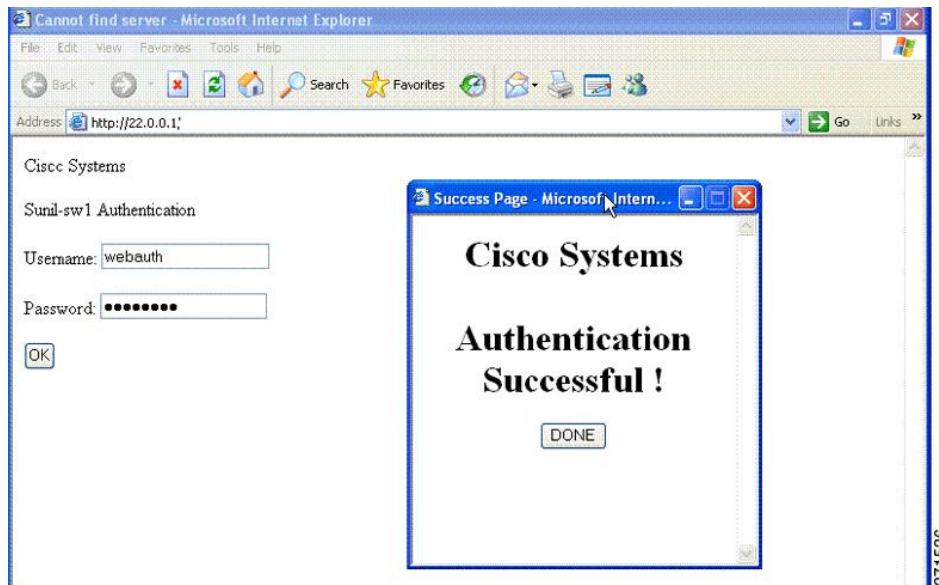 Cannot find server - Microsoft Internet Explorer
File Edit View Favorites Tools Help
Back Search Favorites
Address http://22.0.0.1; Go Links »
Cisco Systems
Sunil-sw1 Authentication
Username: webauth
Password: ●●●●●●●●
OK
Success Page - Microsoft Intern...
Cisco Systems
Authentication
Successful !
DONE